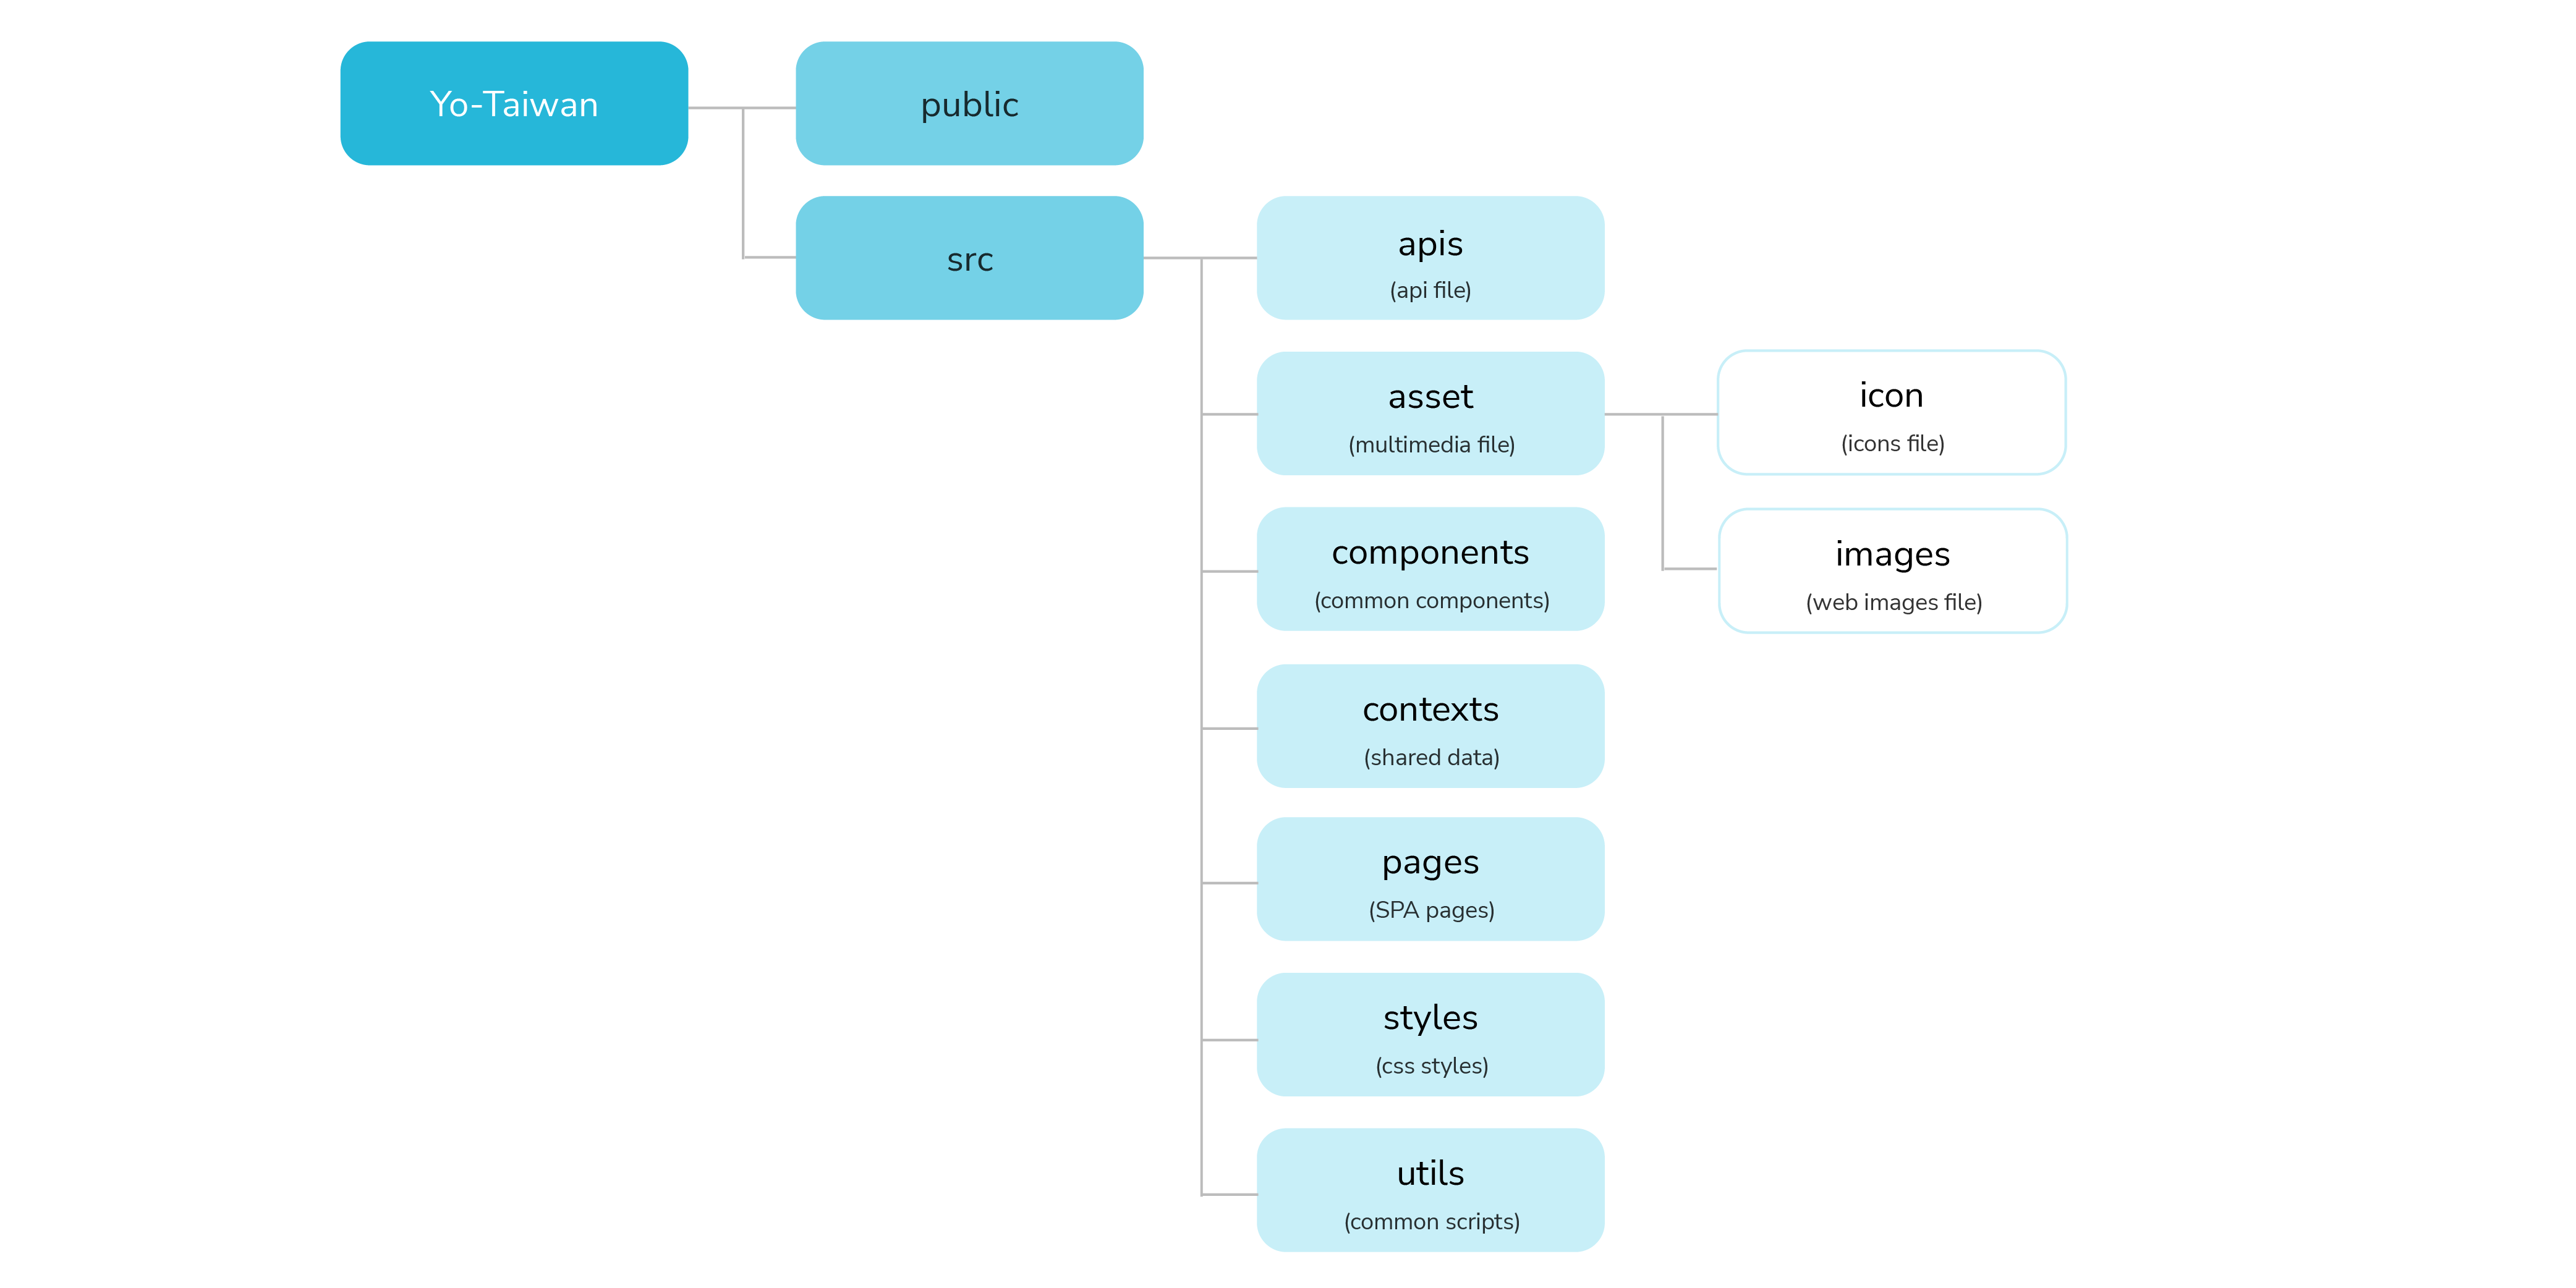 Yo-Taiwan
public
src
apis
(api file)
asset
(multimedia file)
icon
(icons file)
components
(common components)
images
(web images file)
contexts
(shared data)
pages
(SPA pages)
styles
(css styles)
utils
(common scripts)